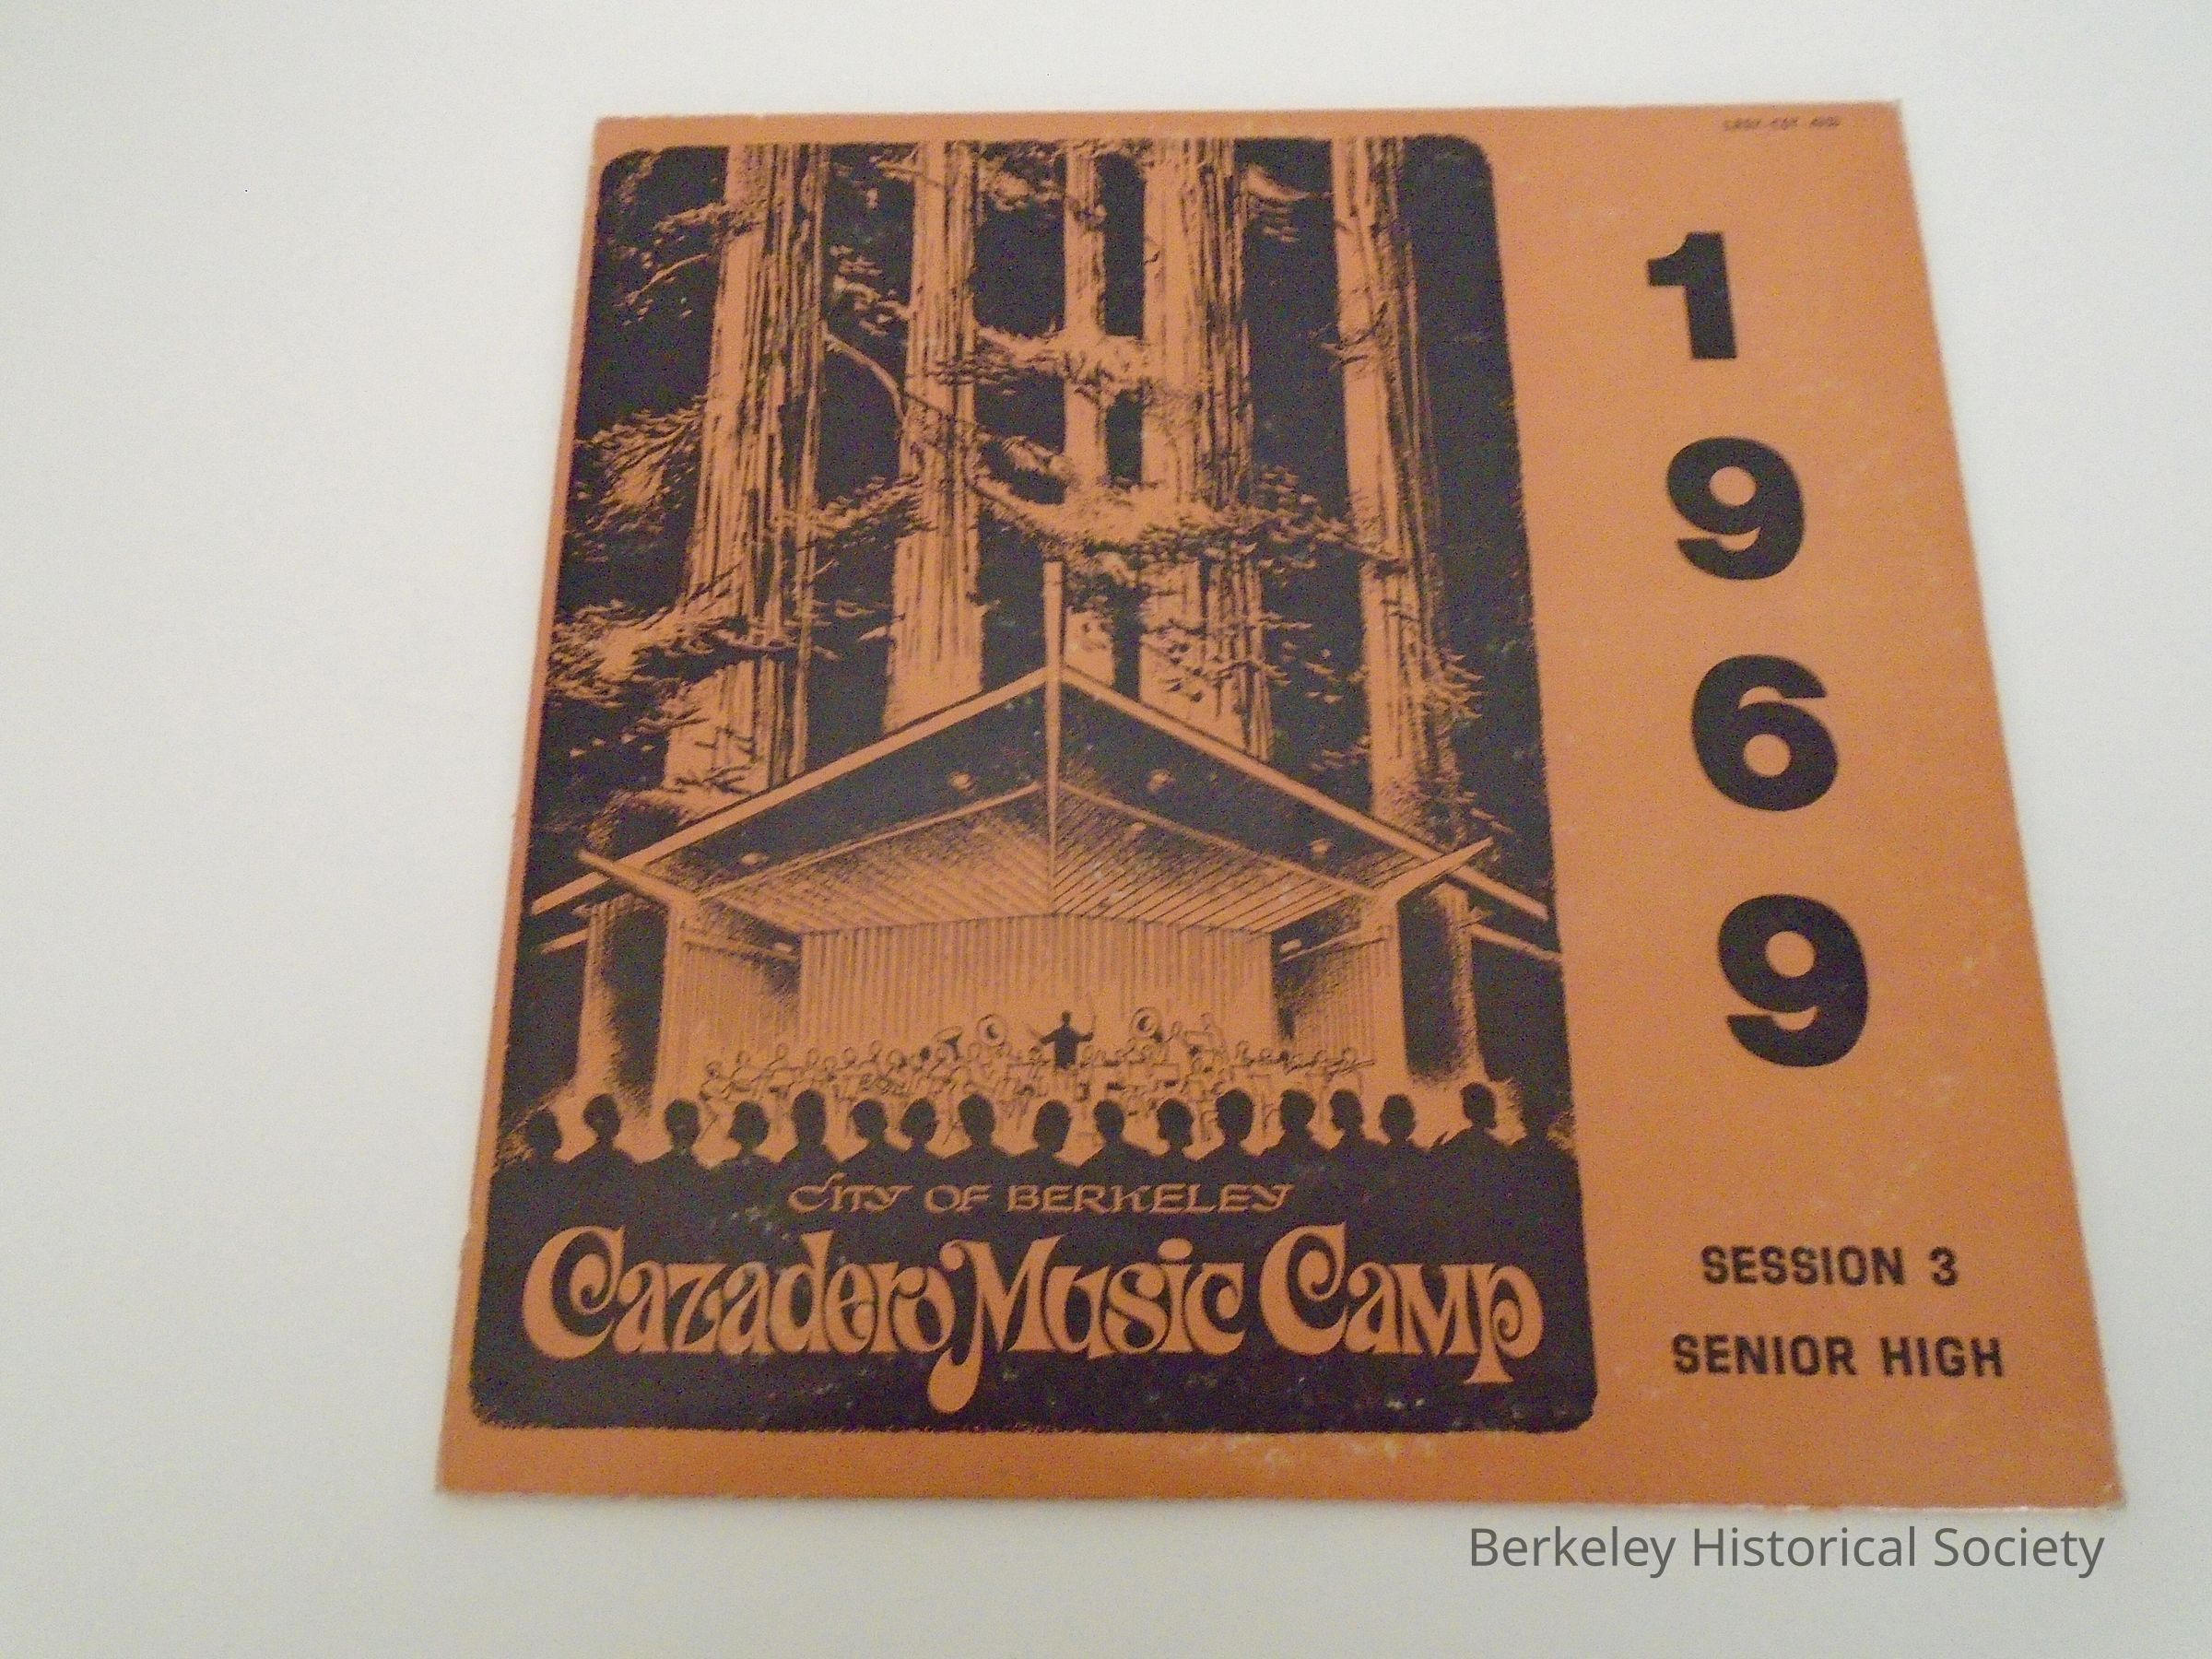 1
9
6
9
CITY OF BERKELEY
Cazadero Music Camp
SESSION 3
SENIOR HIGH
Berkeley Historical Society